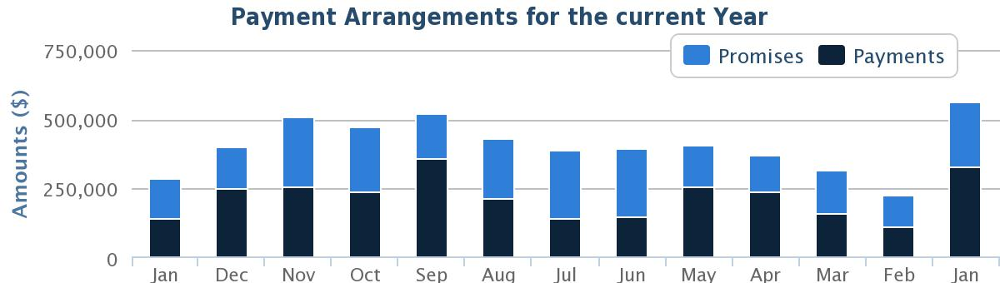 Payment Arrangements for the current Year
Promises Payments
Amounts ($)
750,000
500,000
250,000
0
Jan Dec Nov Oct Sep Aug Jul Jun May Apr Mar Feb Jan